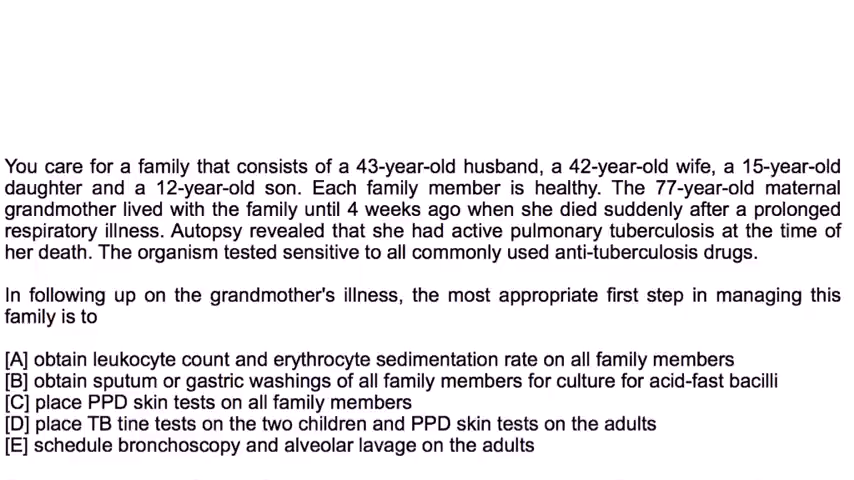 You care for a family that consists of a 43-year-old husband, a 42-year-old wife, a 15-year-old
daughter and a 12-year-old son. Each family member is healthy. The 77-year-old maternal
grandmother lived with the family until 4 weeks ago when she died suddenly after a prolonged
respiratory illness. Autopsy revealed that she had active pulmonary tuberculosis at the time of
her death. The organism tested sensitive to all commonly used anti-tuberculosis drugs.
In following up on the grandmother's illness, the most appropriate first step in managing this
family is to
[A] obtain leukocyte count and erythrocyte sedimentation rate on all family members
[B] obtain sputum or gastric washings of all family members for culture for acid-fast bacilli
[C] place PPD skin tests on all family members
[D] place TB tine tests on the two children and PPD skin tests on the adults
[E] schedule bronchoscopy and alveolar lavage on the adults